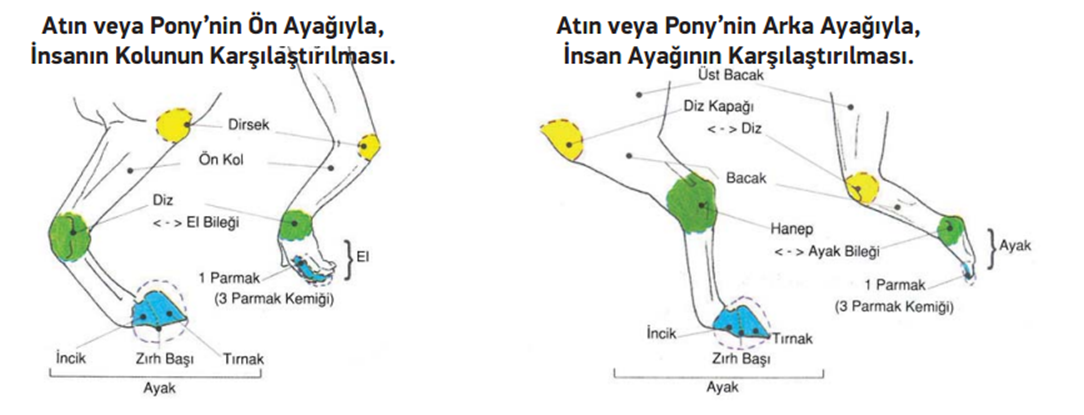 Atın veya Pony’nin Ön Ayağıyla,
İnsanın Kolunun Karşılaştırılması.
Dirsek
Ön Kol
Diz
< - > El Bileği
El
1 Parmak
(3 Parmak Kemiği)
İncik
Zırh Başı
Tırnak
Ayak
Atın veya Pony’nin Arka Ayağıyla,
İnsan Ayağının Karşılaştırılması.
Üst Bacak
Diz Kapağı
< - > Diz
Bacak
Hanep
< - > Ayak Bileği
Ayak
1 Parmak
(3 Parmak Kemiği)
İncik
Tırnak
Zırh Başı
Ayak